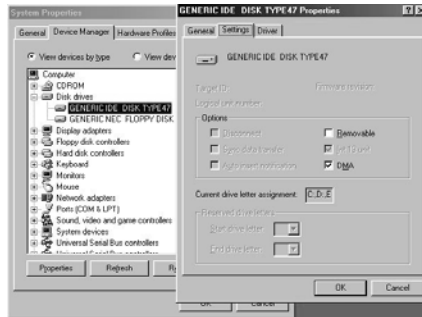 System Properties
General Device Manager Hardware Profiles
View devices by type View dev
Computer
CDROM
Disk drives
GENERIC IDE DISK TYPE47
GENERIC NEC FLOPPY DISK
Display adapters
Floppy disk controllers
Hard disk controllers
Keyboard
Monitors
Mouse
Network adapters
Ports (COM & LPT)
Sound, video and game controllers
System devices
Universal Serial Bus controllers
Properties Refresh R
OK Cancel
GENERIC IDE DISK TYPE47 Properties
General Settings Driver
GENERIC IDE DISK TYPE47
Target ID: Firmware revision:
Logical unit number:
Options
Disconnect Removable
Sync data transfer Int 13 unit
Auto insert notification DMA
Current drive letter assignment: C, D, E
Reserved drive letters
Start drive letter:
End drive letter:
OK Cancel